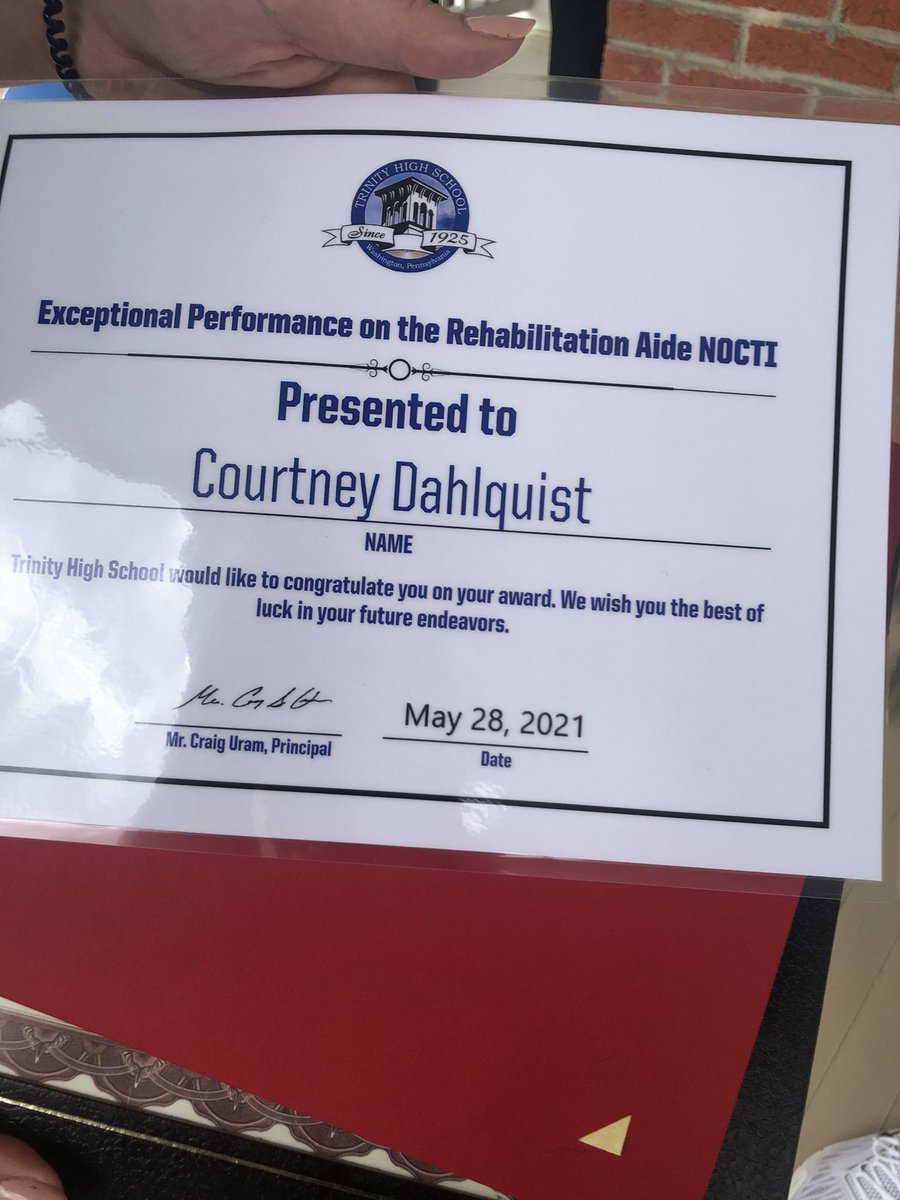 TRINITY HIGH SCHOOL
Since 1925
Washington, Pennsylvania
Exceptional Performance on the Rehabilitation Aide NOCTI
Presented to
Courtney Dahlquist
NAME
Trinity High School would like to congratulate you on your award. We wish you the best of
luck in your future endeavors.
May 28, 2021
Mr. Craig Uram, Principal
Date